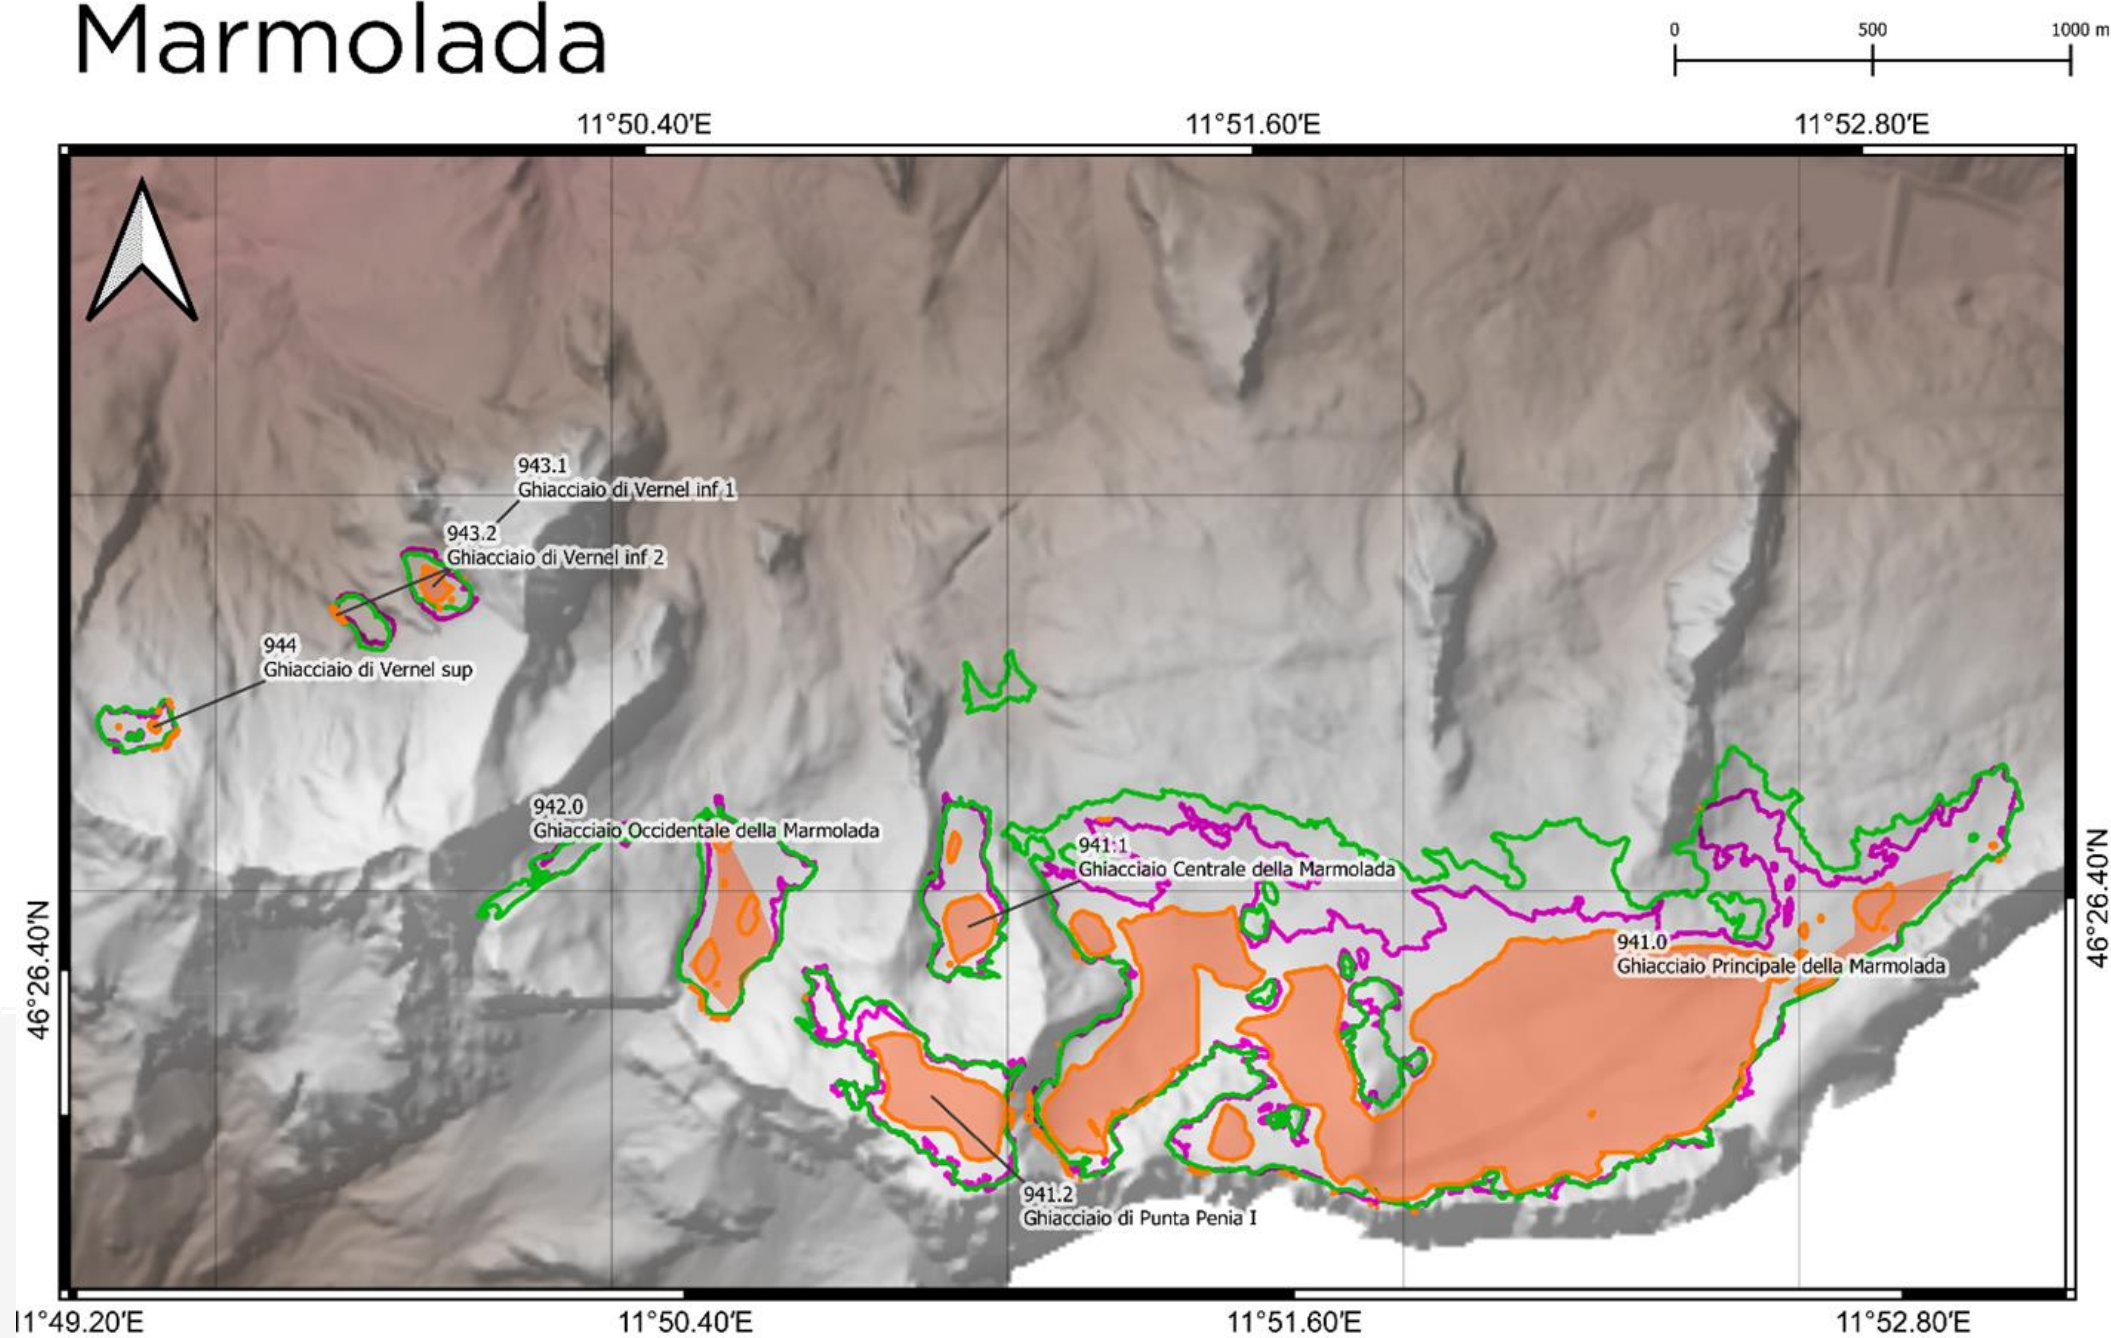 Marmolada
0 500 1000 m
11°50.40'E 11°51.60'E 11°52.80'E
943.1
Ghiacciaio di Vernel inf 1
943.2
Ghiacciaio di Vernel inf 2
944
Ghiacciaio di Vernel sup
942.0
Ghiacciaio Occidentale della Marmolada
941.1
Ghiacciaio Centrale della Marmolada
941.0
Ghiacciaio Principale della Marmolada
941.2
Ghiacciaio di Punta Penia I
46°26.40'N
46°26.40'N
11°49.20'E 11°50.40'E 11°51.60'E 11°52.80'E